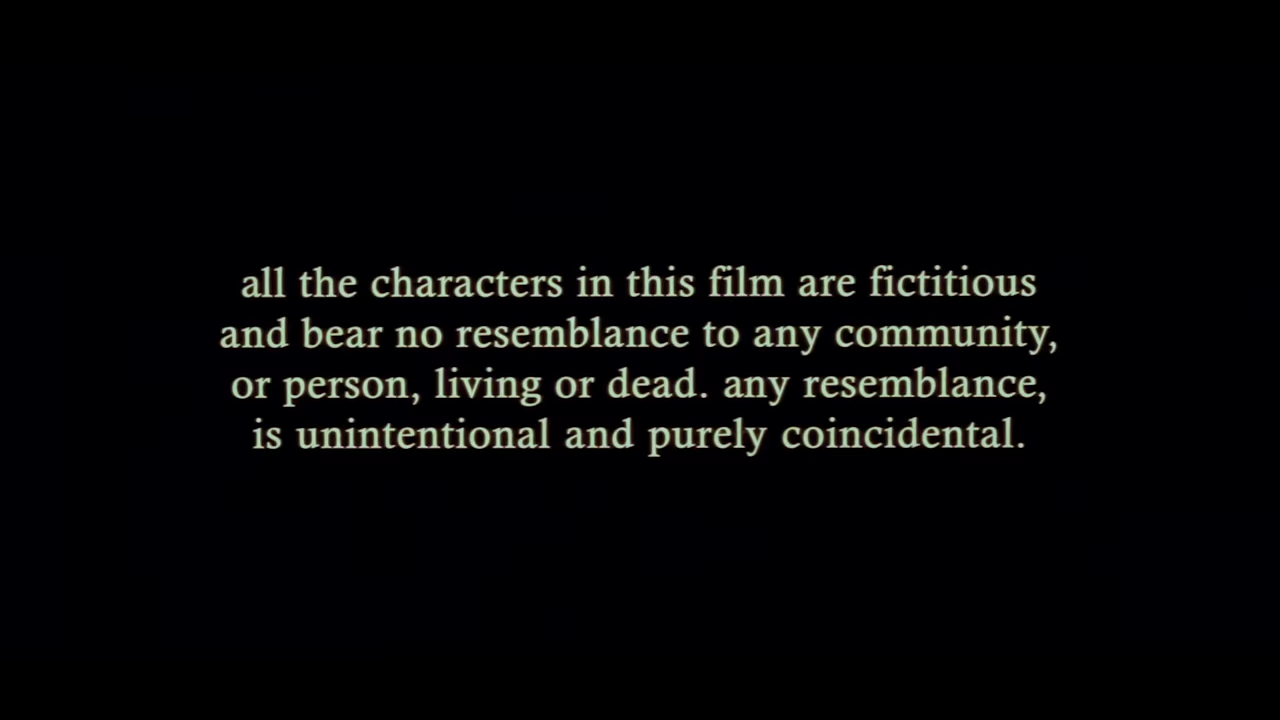 all the characters in this film are fictitious
and bear no resemblance to any community,
or person, living or dead. any resemblance,
is unintentional and purely coincidental.